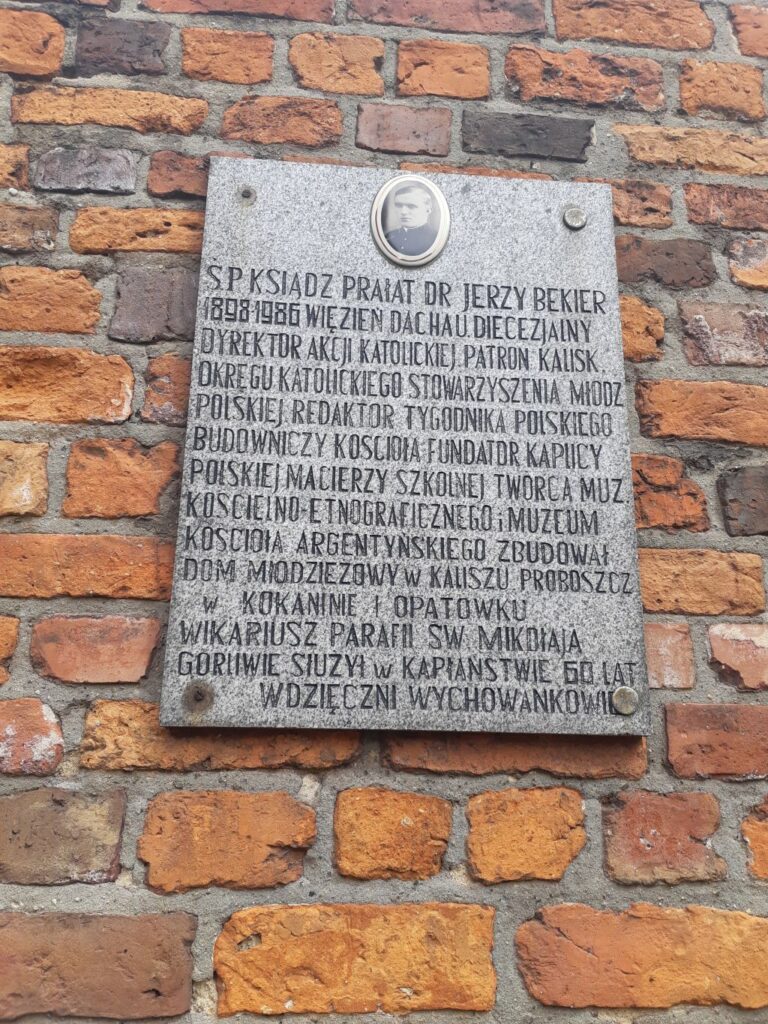 Ś.P. KSIĄDZ PRAŁAT DR JERZY BEKIER
1898-1986 WIĘZIEŃ DACHAU. DIECEZJALNY
DYREKTOR AKCJI KATOLICKIEJ, PATRON KALISK.
OKRĘGU KATOLICKIEGO STOWARZYSZENIA MŁODZ
POLSKIEJ REDAKTOR TYGODNIKA POLSKIEGO
BUDOWNICZY KOŚCIOŁA. FUNDATOR KAPLICY
POLSKIEJ MACIERZY SZKOLNEJ TWÓRCA MUZ.
KOŚCIELNO-ETNOGRAFICZNEGO i MUZEUM
KOŚCIOŁA ARGENTYŃSKIEGO ZBUDOWAŁ
DOM MŁODZIEŻOWY W KALISZU PROBOSZCZ
w KOKANINIE I OPATÓWKU
WIKARIUSZ PARAFII ŚW. MIKOŁAJA
GORLIWIE SŁUŻYŁ w KAPŁAŃSTWIE 60 LAT
WDZIĘCZNI WYCHOWANKOWIE